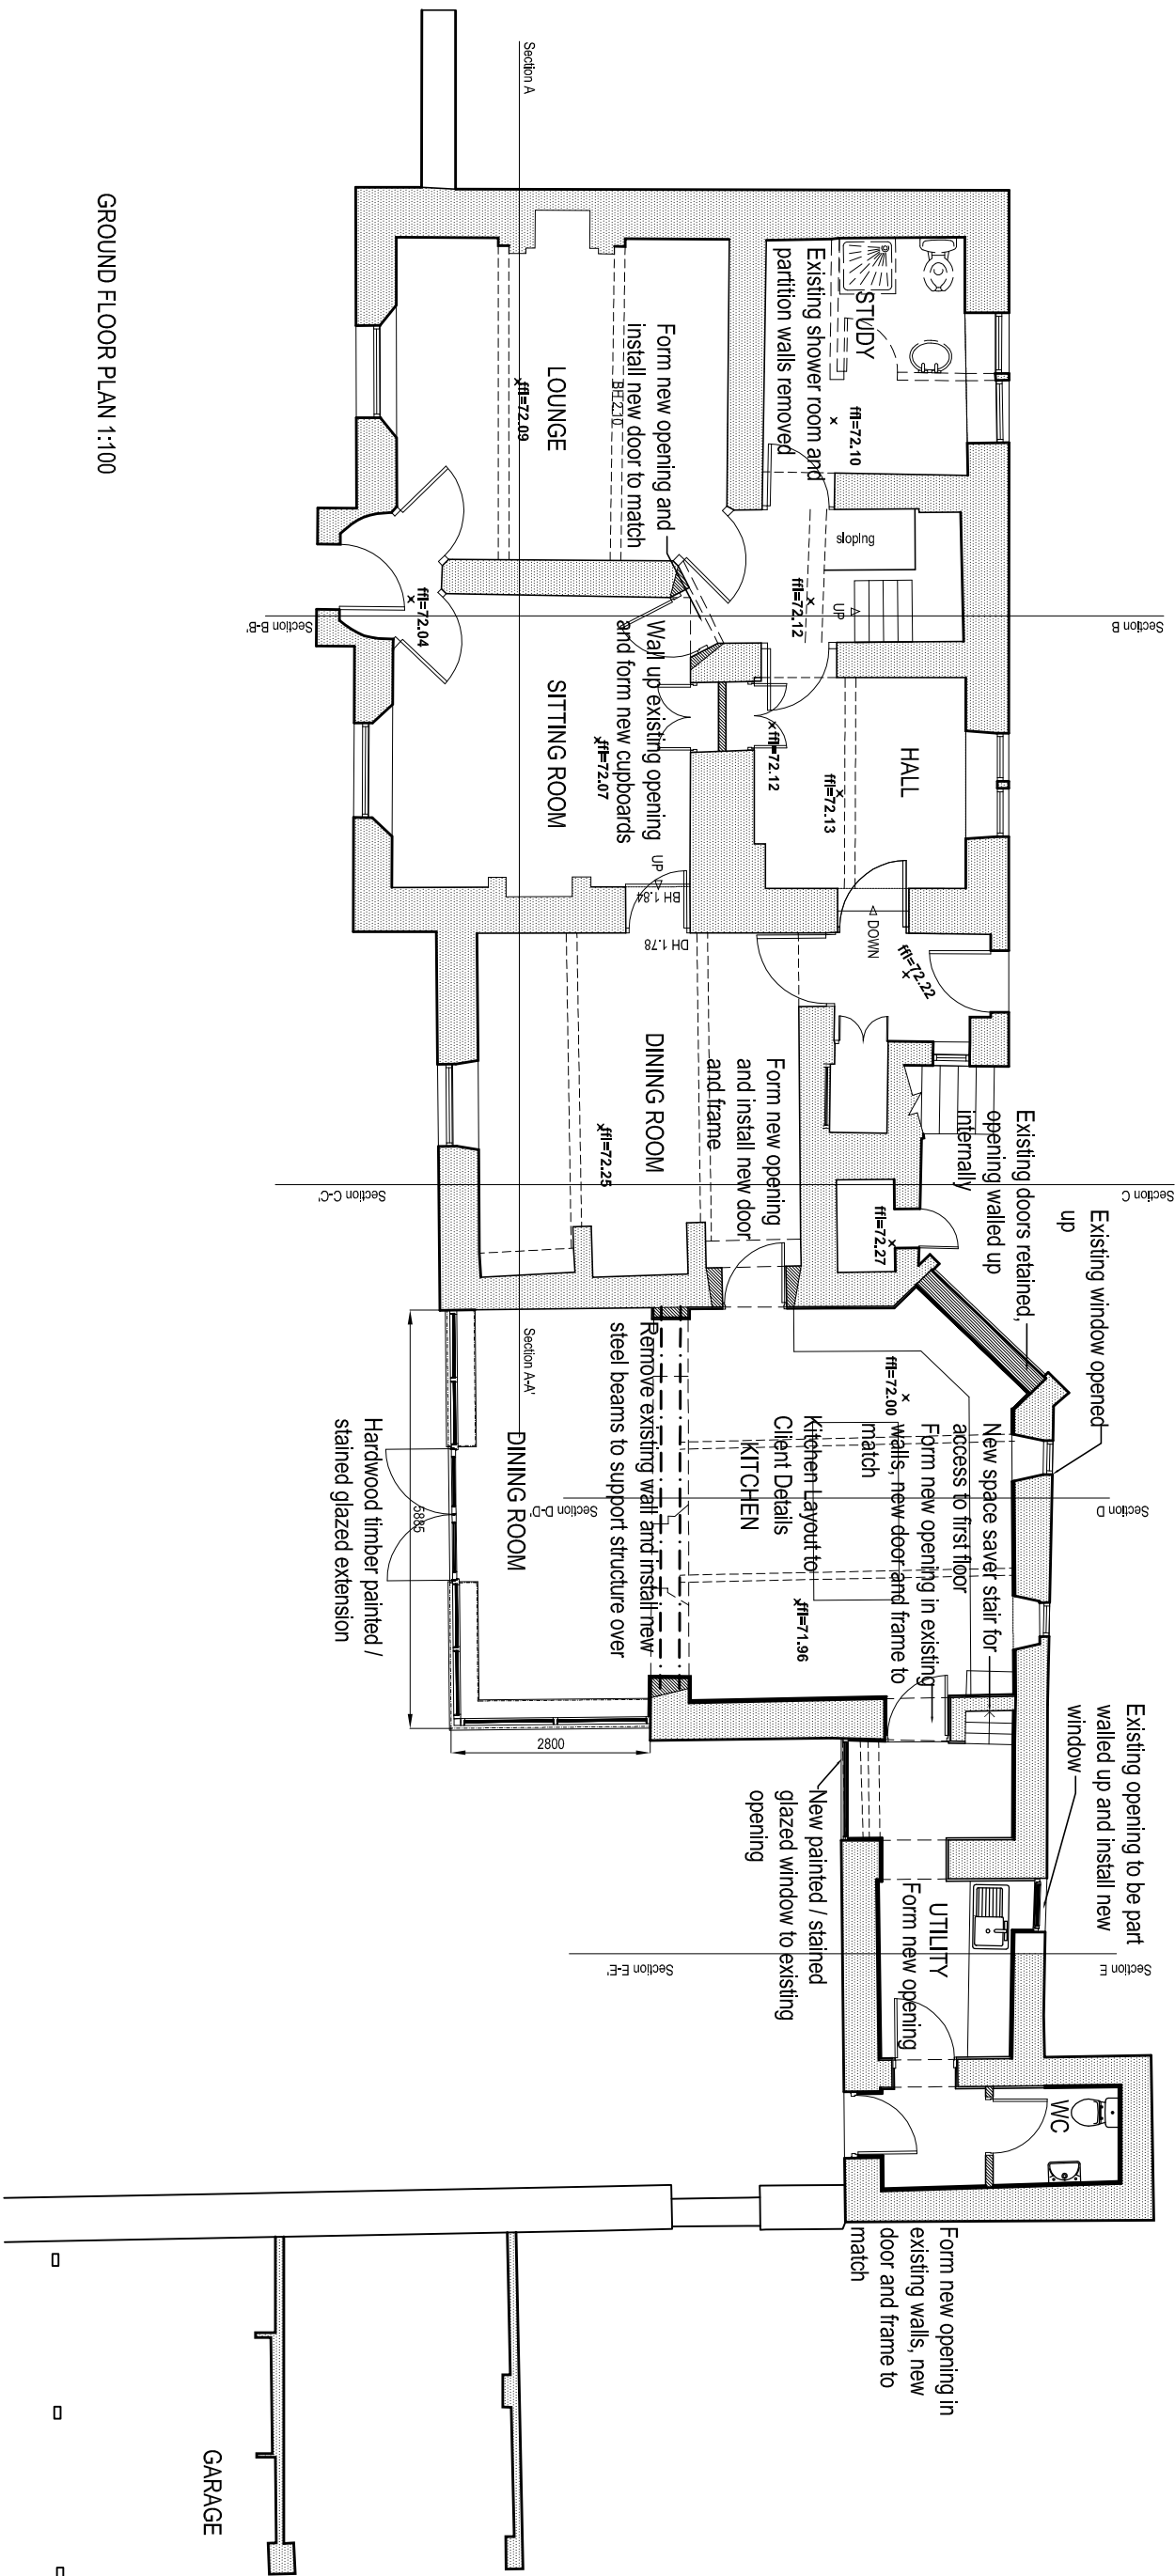 GROUND FLOOR PLAN 1:100
Section A
Section A-A'
Section B
Section B-B'
Section C
Section C-C'
Section D
Section D-D'
Section E
Section E-E'
STUDY
Existing shower room and
partition walls removed
ffl=72.10
sloping
UP
ffl=72.12
LOUNGE
ffl=72.09
BH 2.10
Form new opening and
install new door to match
ffl=72.04
SITTING ROOM
ffl=72.07
Wall up existing opening
and form new cupboards
HALL
ffl=72.13
ffl=72.12
UP
BH 1.84
DH 1.78
DOWN
ffl=72.22
DINING ROOM
ffl=72.25
Form new opening
and install new door
and frame
ffl=72.27
Existing doors retained,
opening walled up
internally
Existing window opened
up
New space saver stair for
access to first floor
Form new opening in existing
walls, new door and frame to
match
ffl=72.00
Kitchen Layout to
Client Details
KITCHEN
ffl=71.96
Remove existing wall and install new
steel beams to support structure over
DINING ROOM
5885
2800
Hardwood timber painted /
stained glazed extension
Existing opening to be part
walled up and install new
window
New painted / stained
glazed window to existing
opening
UTILITY
Form new opening
WC
Form new opening in
existing walls, new
door and frame to
match
GARAGE